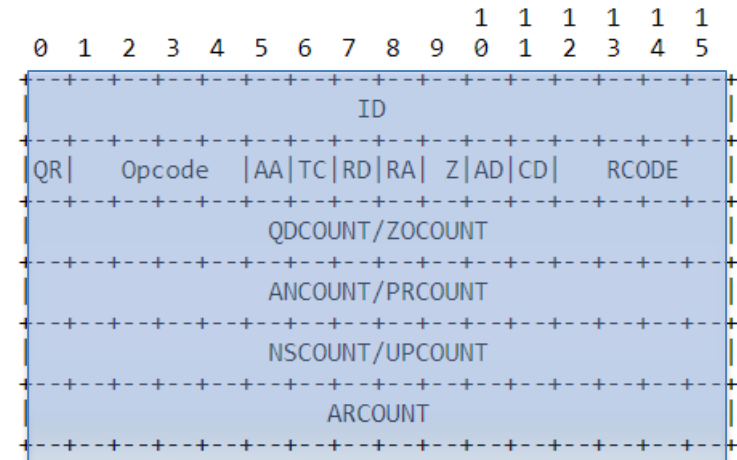 1 1 1 1 1 1
0 1 2 3 4 5 6 7 8 9 0 1 2 3 4 5
+--+--+--+--+--+--+--+--+--+--+--+--+--+--+--+--+
| ID |
+--+--+--+--+--+--+--+--+--+--+--+--+--+--+--+--+
|QR| Opcode |AA|TC|RD|RA| Z|AD|CD| RCODE |
+--+--+--+--+--+--+--+--+--+--+--+--+--+--+--+--+
| QDCOUNT/ZOCOUNT |
+--+--+--+--+--+--+--+--+--+--+--+--+--+--+--+--+
| ANCOUNT/PRCOUNT |
+--+--+--+--+--+--+--+--+--+--+--+--+--+--+--+--+
| NSCOUNT/UPCOUNT |
+--+--+--+--+--+--+--+--+--+--+--+--+--+--+--+--+
| ARCOUNT |
+--+--+--+--+--+--+--+--+--+--+--+--+--+--+--+--+